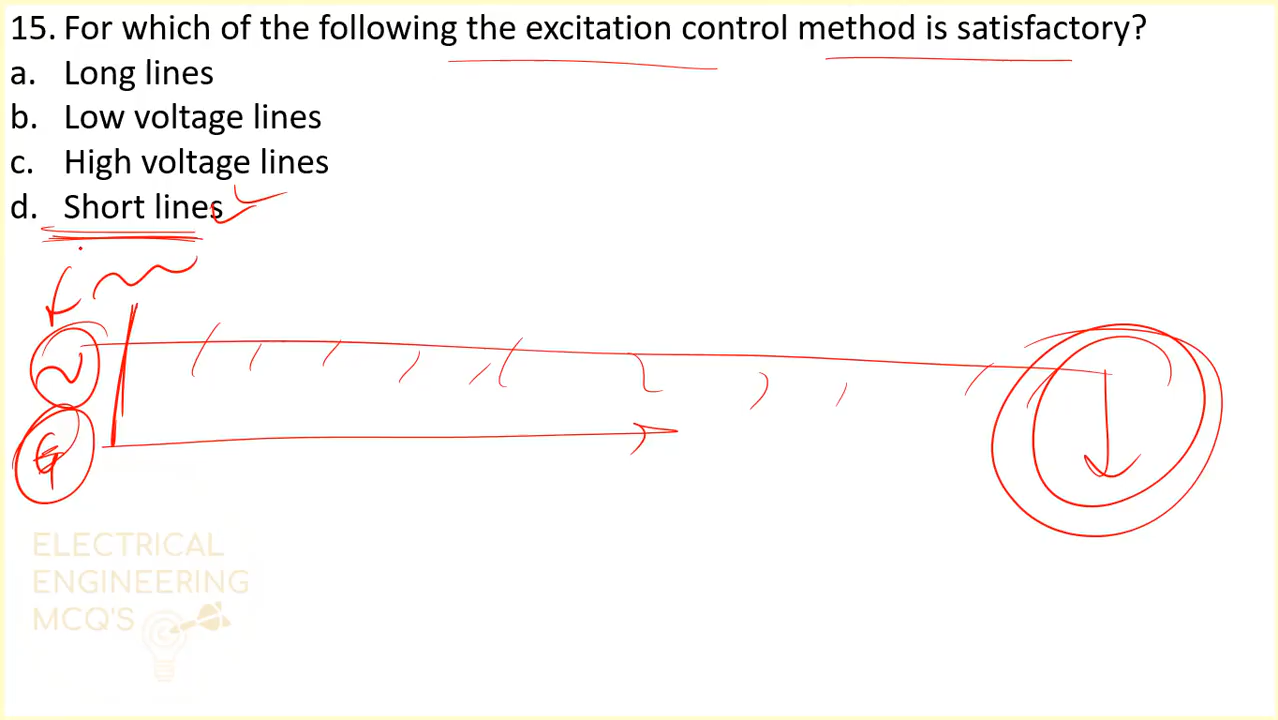 15. For which of the following the excitation control method is satisfactory?
a. Long lines
b. Low voltage lines
c. High voltage lines
d. Short lines
G
ELECTRICAL
ENGINEERING
MCQ'S